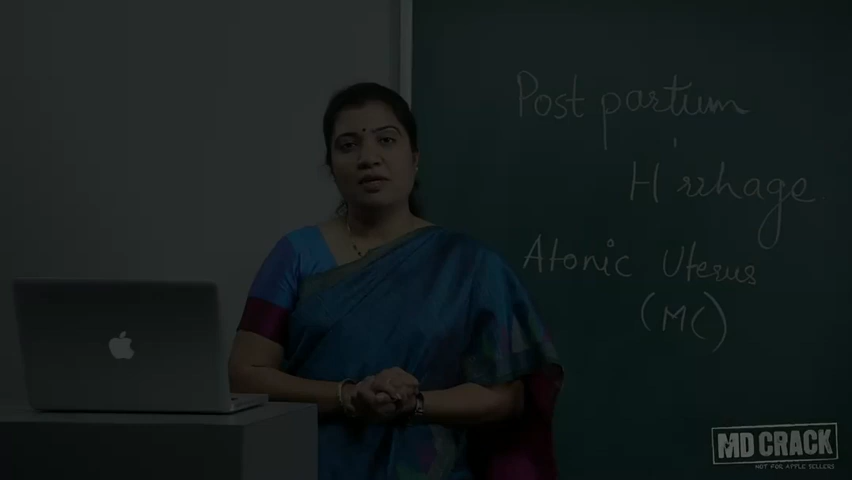 Post partum
H'rrhage
Atonic Uterus
(MC)
MD CRACK
NOT FOR APPLE SELLERS